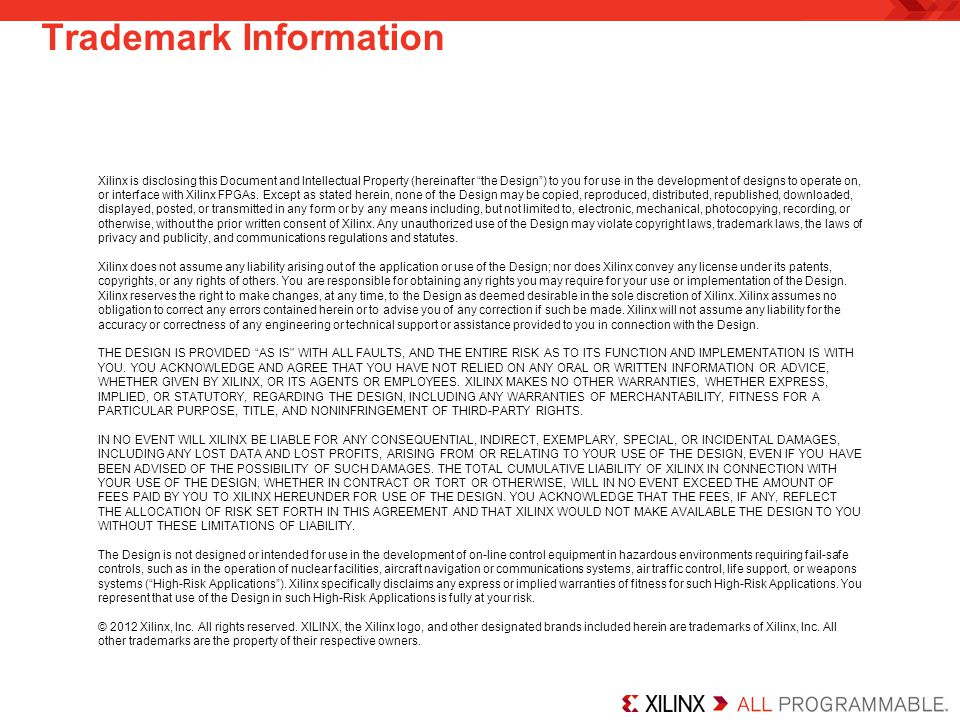 Trademark Information
Xilinx is disclosing this Document and Intellectual Property (hereinafter “the Design”) to you for use in the development of designs to operate on,
or interface with Xilinx FPGAs. Except as stated herein, none of the Design may be copied, reproduced, distributed, republished, downloaded,
displayed, posted, or transmitted in any form or by any means including, but not limited to, electronic, mechanical, photocopying, recording, or
otherwise, without the prior written consent of Xilinx. Any unauthorized use of the Design may violate copyright laws, trademark laws, the laws of
privacy and publicity, and communications regulations and statutes.
Xilinx does not assume any liability arising out of the application or use of the Design; nor does Xilinx convey any license under its patents,
copyrights, or any rights of others. You are responsible for obtaining any rights you may require for your use or implementation of the Design.
Xilinx reserves the right to make changes, at any time, to the Design as deemed desirable in the sole discretion of Xilinx. Xilinx assumes no
obligation to correct any errors contained herein or to advise you of any correction if such be made. Xilinx will not assume any liability for the
accuracy or correctness of any engineering or technical support or assistance provided to you in connection with the Design.
THE DESIGN IS PROVIDED “AS IS" WITH ALL FAULTS, AND THE ENTIRE RISK AS TO ITS FUNCTION AND IMPLEMENTATION IS WITH
YOU. YOU ACKNOWLEDGE AND AGREE THAT YOU HAVE NOT RELIED ON ANY ORAL OR WRITTEN INFORMATION OR ADVICE,
WHETHER GIVEN BY XILINX, OR ITS AGENTS OR EMPLOYEES. XILINX MAKES NO OTHER WARRANTIES, WHETHER EXPRESS,
IMPLIED, OR STATUTORY, REGARDING THE DESIGN, INCLUDING ANY WARRANTIES OF MERCHANTABILITY, FITNESS FOR A
PARTICULAR PURPOSE, TITLE, AND NONINFRINGEMENT OF THIRD-PARTY RIGHTS.
IN NO EVENT WILL XILINX BE LIABLE FOR ANY CONSEQUENTIAL, INDIRECT, EXEMPLARY, SPECIAL, OR INCIDENTAL DAMAGES,
INCLUDING ANY LOST DATA AND LOST PROFITS, ARISING FROM OR RELATING TO YOUR USE OF THE DESIGN, EVEN IF YOU HAVE
BEEN ADVISED OF THE POSSIBILITY OF SUCH DAMAGES. THE TOTAL CUMULATIVE LIABILITY OF XILINX IN CONNECTION WITH
YOUR USE OF THE DESIGN, WHETHER IN CONTRACT OR TORT OR OTHERWISE, WILL IN NO EVENT EXCEED THE AMOUNT OF
FEES PAID BY YOU TO XILINX HEREUNDER FOR USE OF THE DESIGN. YOU ACKNOWLEDGE THAT THE FEES, IF ANY, REFLECT
THE ALLOCATION OF RISK SET FORTH IN THIS AGREEMENT AND THAT XILINX WOULD NOT MAKE AVAILABLE THE DESIGN TO YOU
WITHOUT THESE LIMITATIONS OF LIABILITY.
The Design is not designed or intended for use in the development of on-line control equipment in hazardous environments requiring fail-safe
controls, such as in the operation of nuclear facilities, aircraft navigation or communications systems, air traffic control, life support, or weapons
systems (“High-Risk Applications”). Xilinx specifically disclaims any express or implied warranties of fitness for such High-Risk Applications. You
represent that use of the Design in such High-Risk Applications is fully at your risk.
© 2012 Xilinx, Inc. All rights reserved. XILINX, the Xilinx logo, and other designated brands included herein are trademarks of Xilinx, Inc. All
other trademarks are the property of their respective owners.
XILINX ALL PROGRAMMABLE™